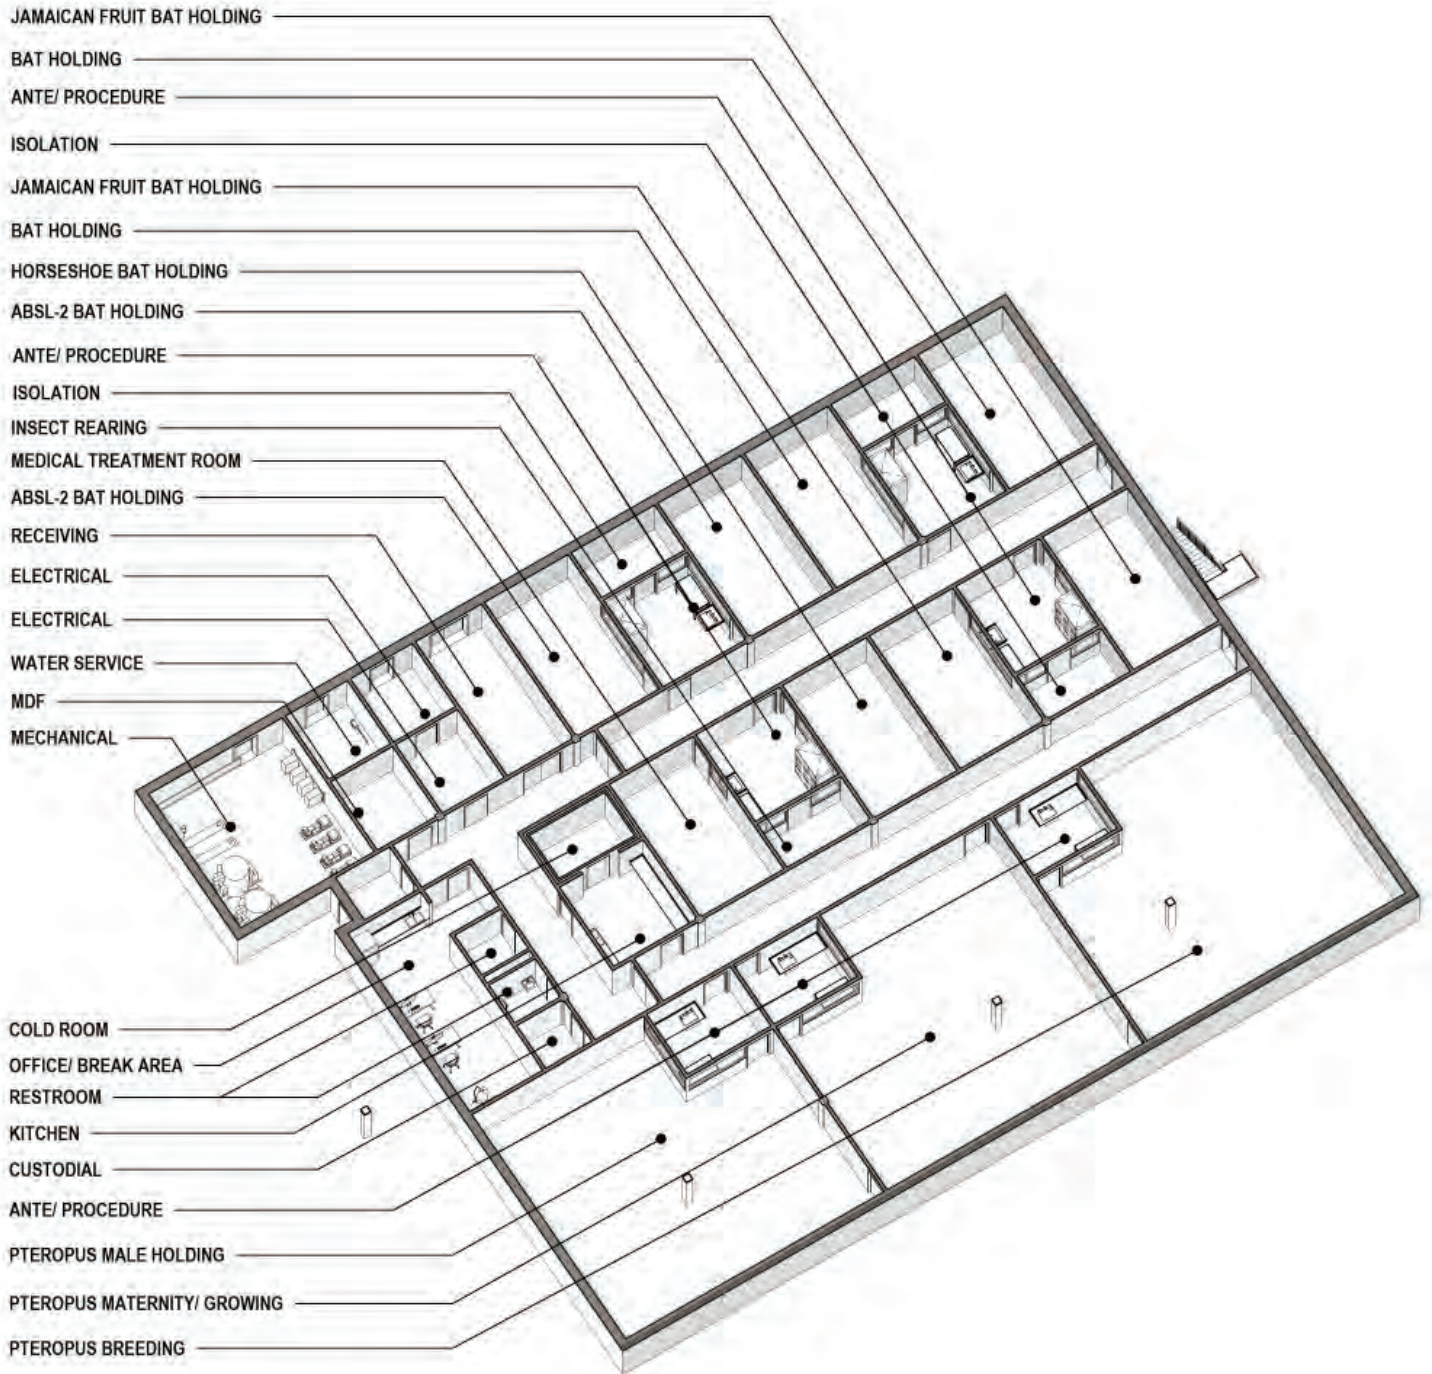 JAMAICAN FRUIT BAT HOLDING
BAT HOLDING
ANTE/ PROCEDURE
ISOLATION
JAMAICAN FRUIT BAT HOLDING
BAT HOLDING
HORSESHOE BAT HOLDING
ABSL-2 BAT HOLDING
ANTE/ PROCEDURE
ISOLATION
INSECT REARING
MEDICAL TREATMENT ROOM
ABSL-2 BAT HOLDING
RECEIVING
ELECTRICAL
ELECTRICAL
WATER SERVICE
MDF
MECHANICAL
COLD ROOM
OFFICE/ BREAK AREA
RESTROOM
KITCHEN
CUSTODIAL
ANTE/ PROCEDURE
PTEROPUS MALE HOLDING
PTEROPUS MATERNITY/ GROWING
PTEROPUS BREEDING